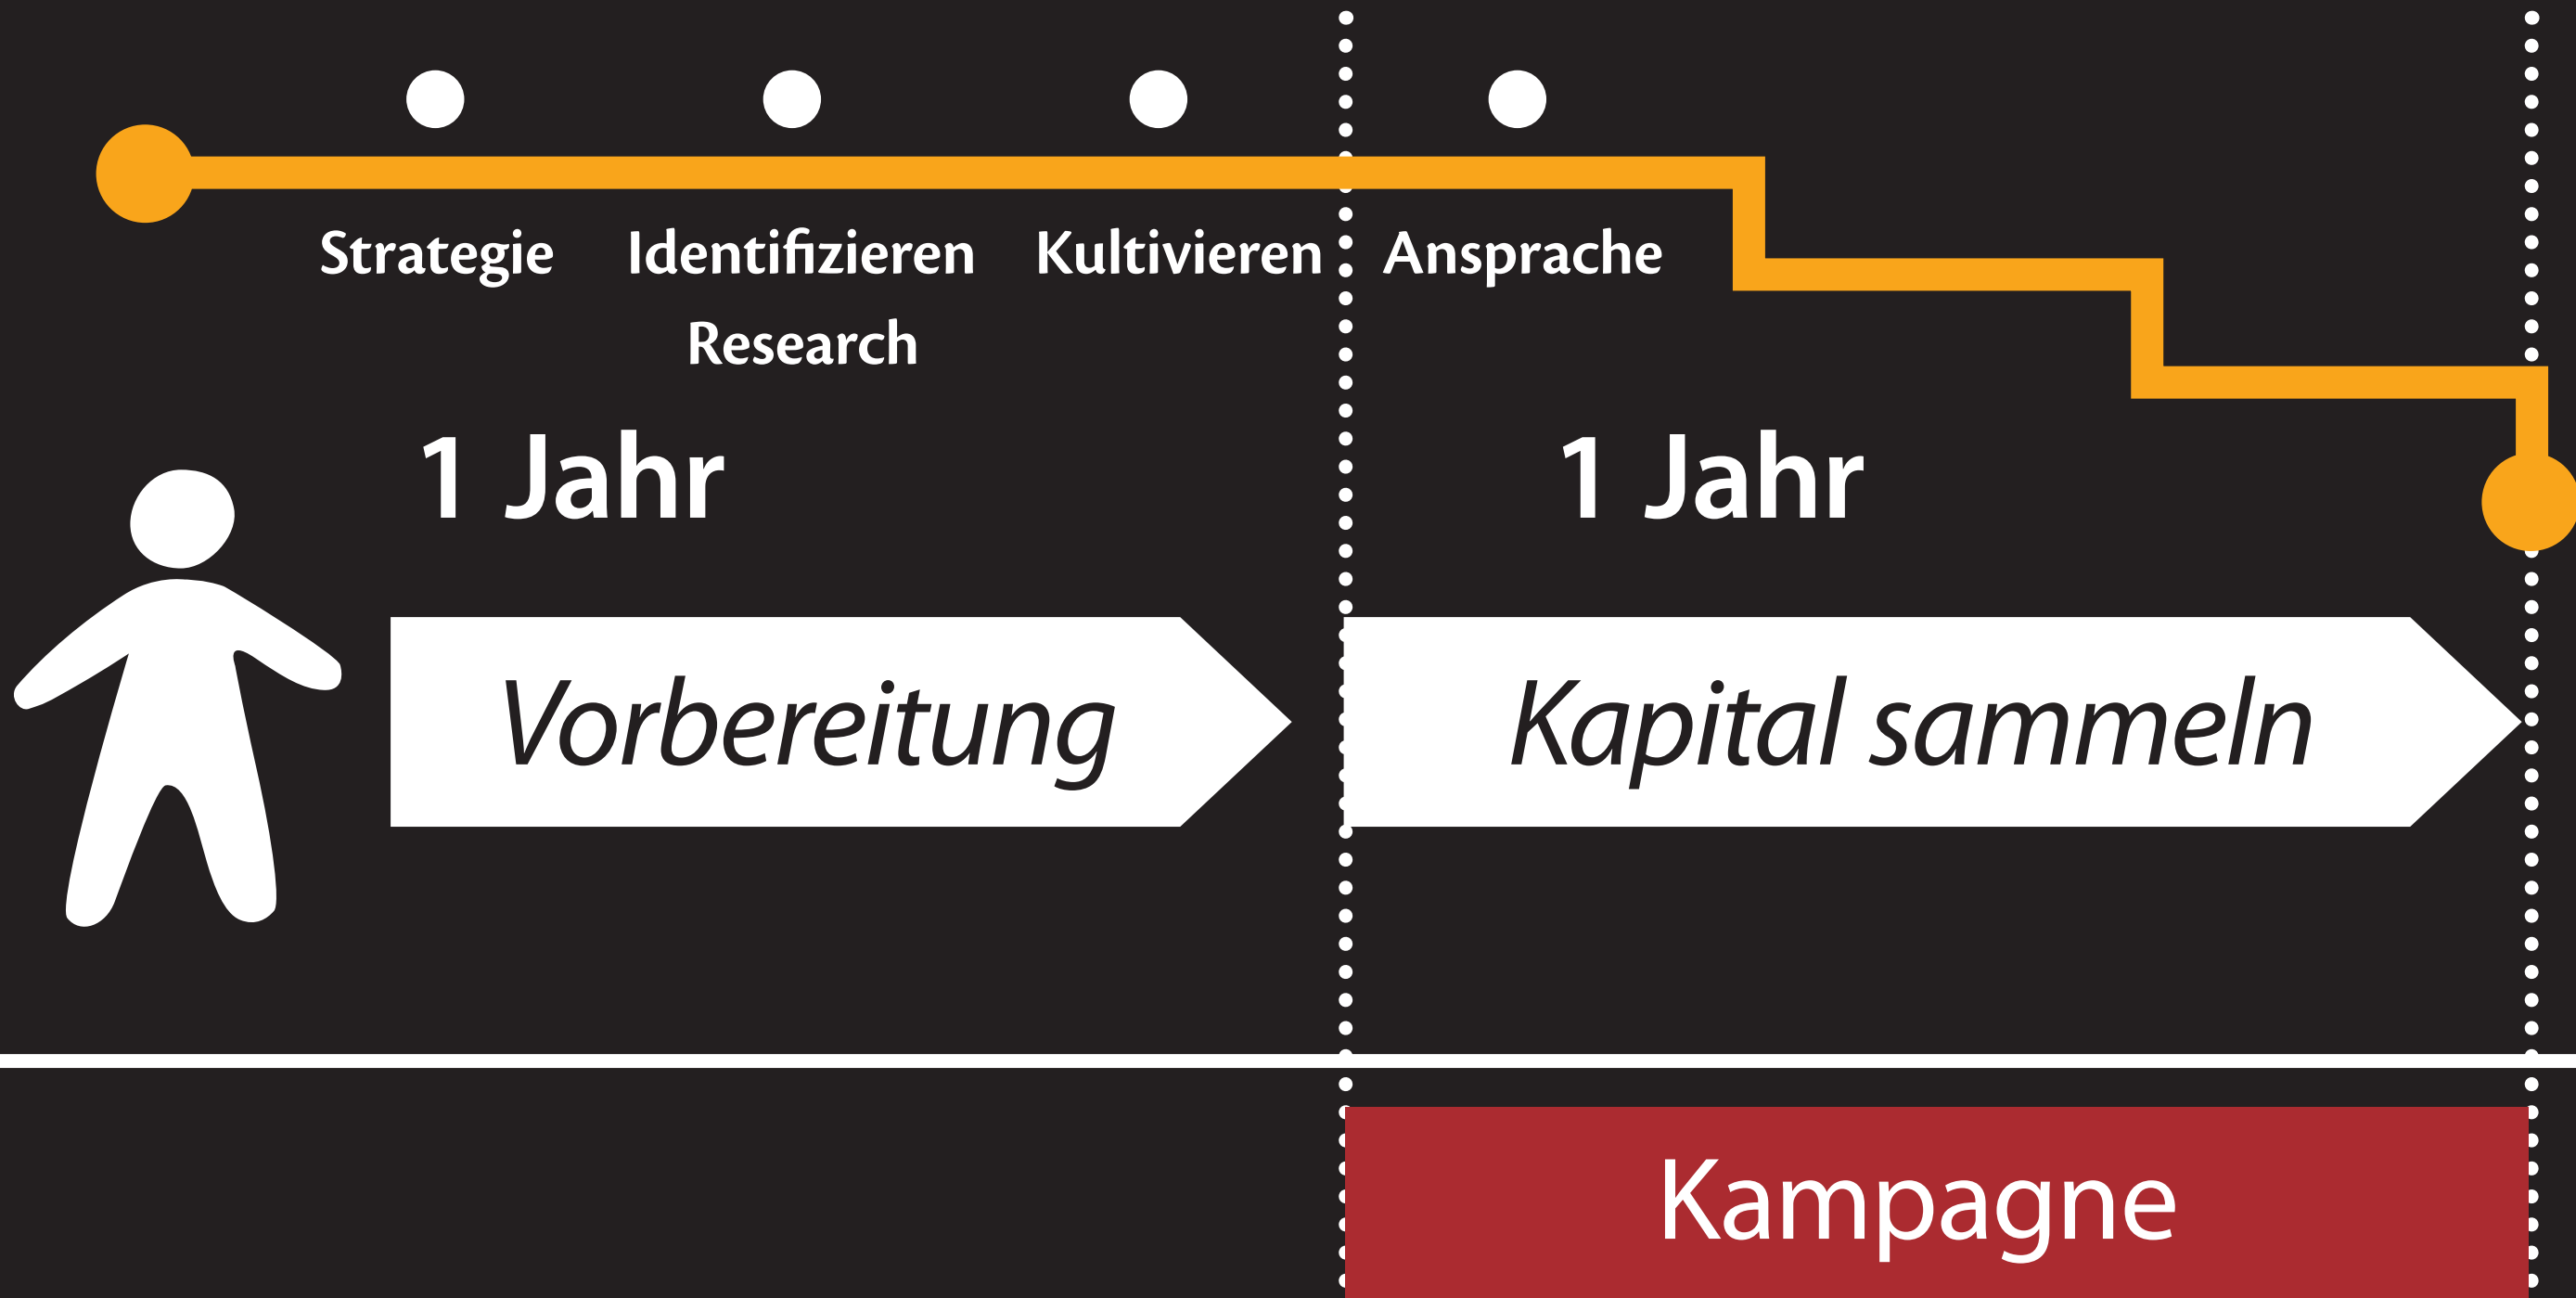 Strategie Identifizieren Kultivieren Ansprache
Research
1 Jahr 1 Jahr
Vorbereitung Kapital sammeln
Kampagne